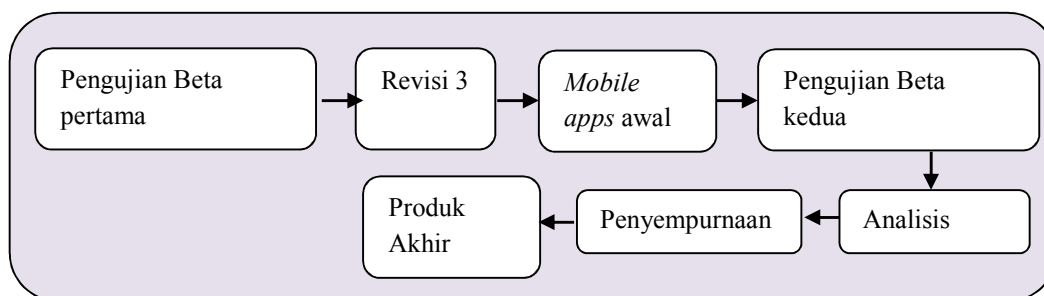 Pengujian Beta
pertama
Revisi 3
Mobile
apps awal
Pengujian Beta
kedua
Analisis
Penyempurnaan
Produk
Akhir